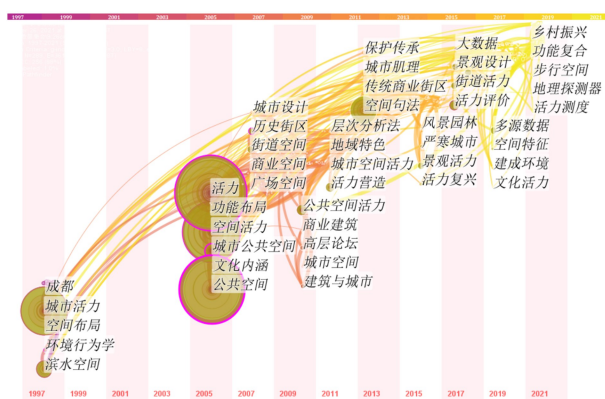 1997 1999 2001 2003 2005 2007 2009 2011 2013 2015 2017 2019 2021
乡村振兴
功能复合
步行空间
地理探测器
活力测度
大数据
景观设计
街道活力
活力评价
保护传承
城市肌理
传统商业街区
空间句法
多源数据
空间特征
建成环境
文化活力
风景园林
严寒城市
景观活力
活力复兴
层次分析法
地域特色
城市空间活力
活力营造
城市设计
历史街区
街道空间
商业空间
广场空间
公共空间活力
商业建筑
高层论坛
城市空间
建筑与城市
活力
功能布局
空间活力
城市公共空间
文化内涵
公共空间
成都
城市活力
空间布局
环境行为学
滨水空间
1997 1999 2001 2003 2005 2007 2009 2011 2013 2015 2017 2019 2021